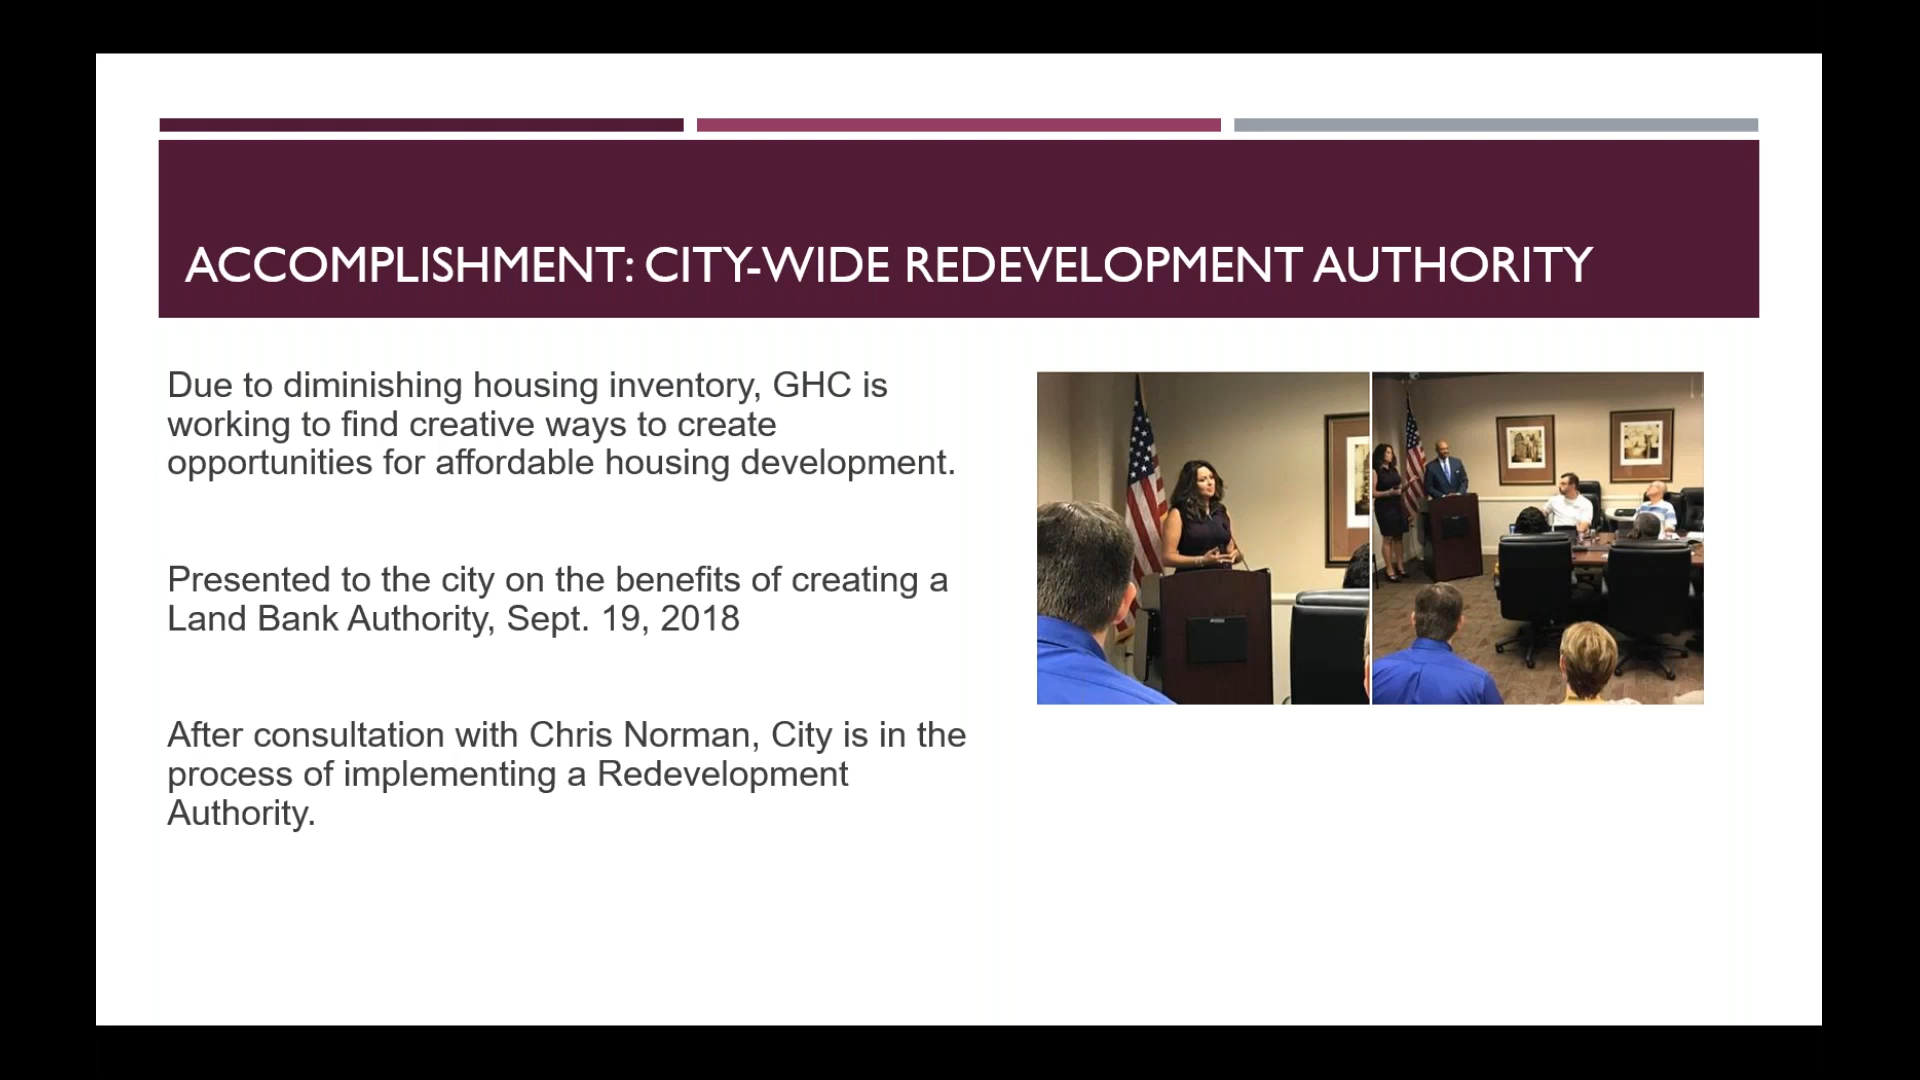 ACCOMPLISHMENT: CITY-WIDE REDEVELOPMENT AUTHORITY
Due to diminishing housing inventory, GHC is
working to find creative ways to create
opportunities for affordable housing development.
Presented to the city on the benefits of creating a
Land Bank Authority, Sept. 19, 2018
After consultation with Chris Norman, City is in the
process of implementing a Redevelopment
Authority.